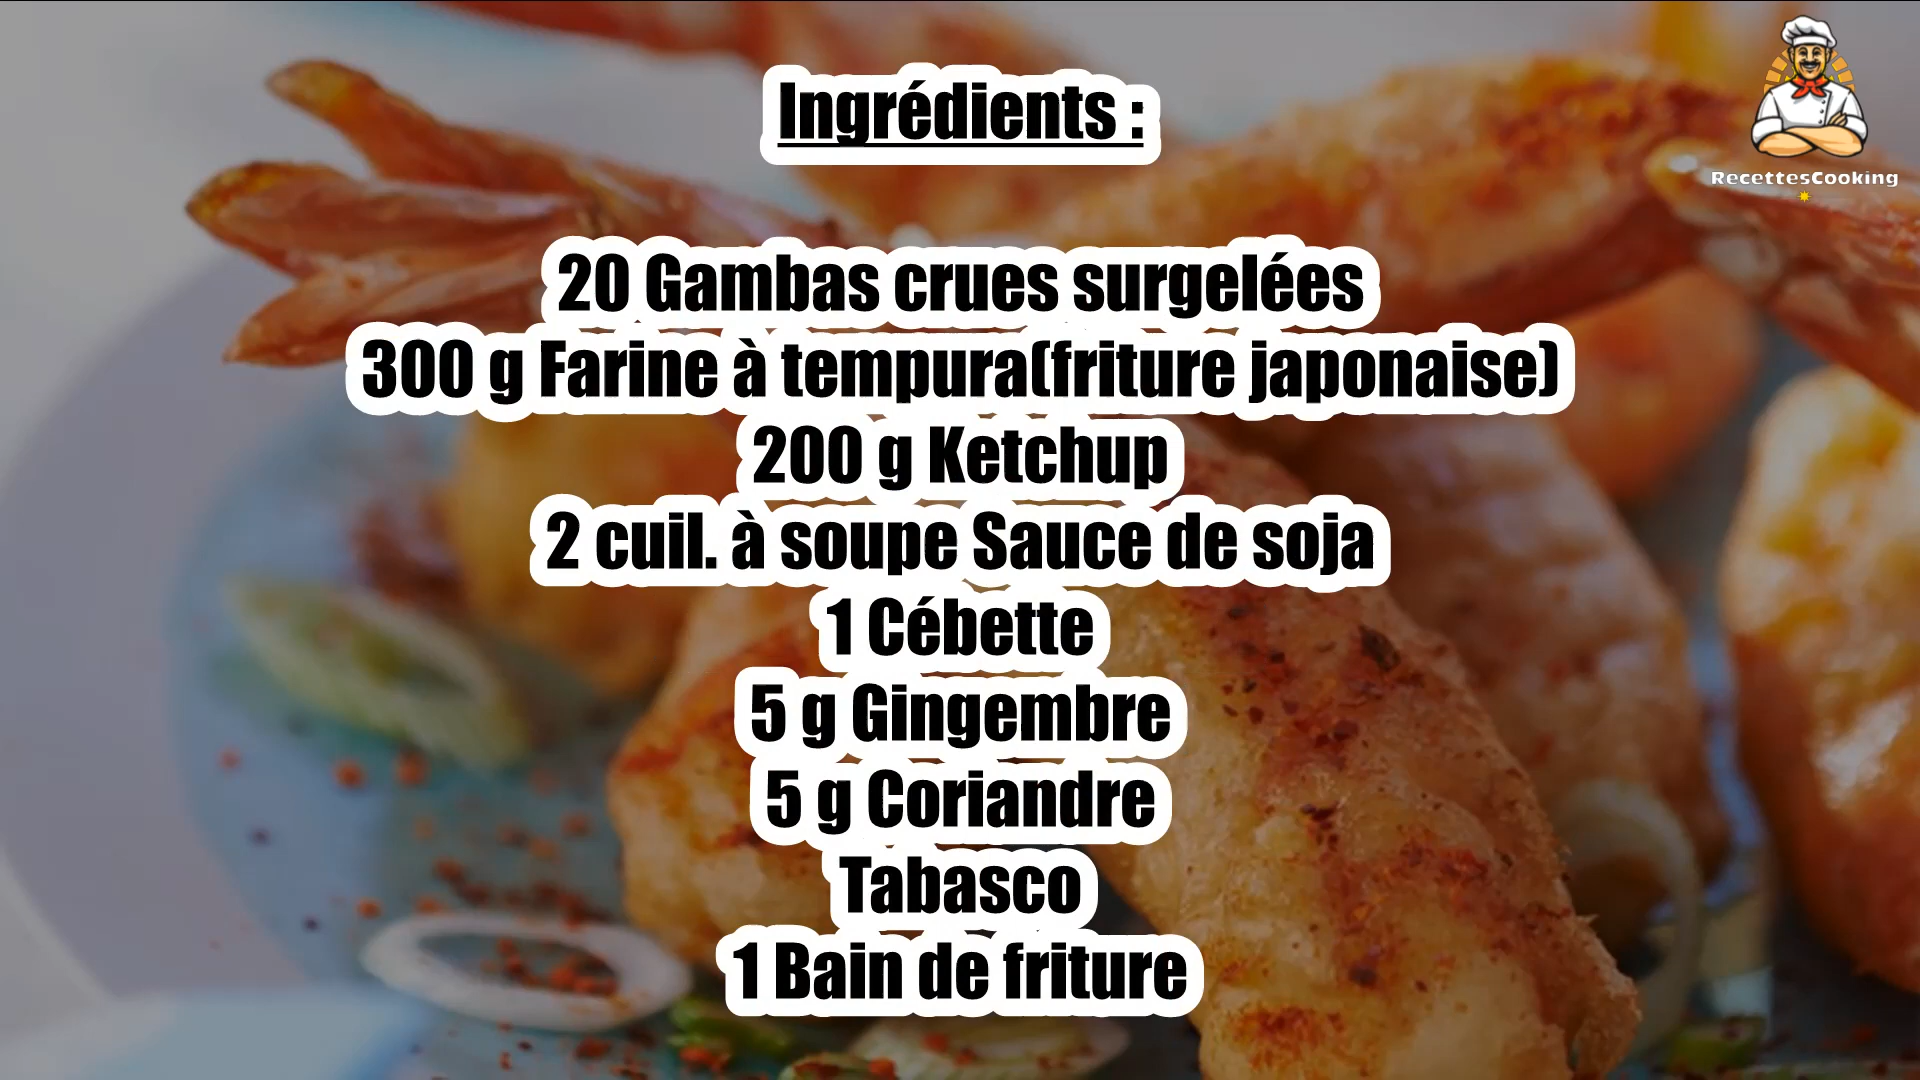 Ingrédients :
RecettesCooking
20 Gambas crues surgelées
300 g Farine à tempura(friture japonaise)
200 g Ketchup
2 cuil. à soupe Sauce de soja
1 Cébette
5 g Gingembre
5 g Coriandre
Tabasco
1 Bain de friture